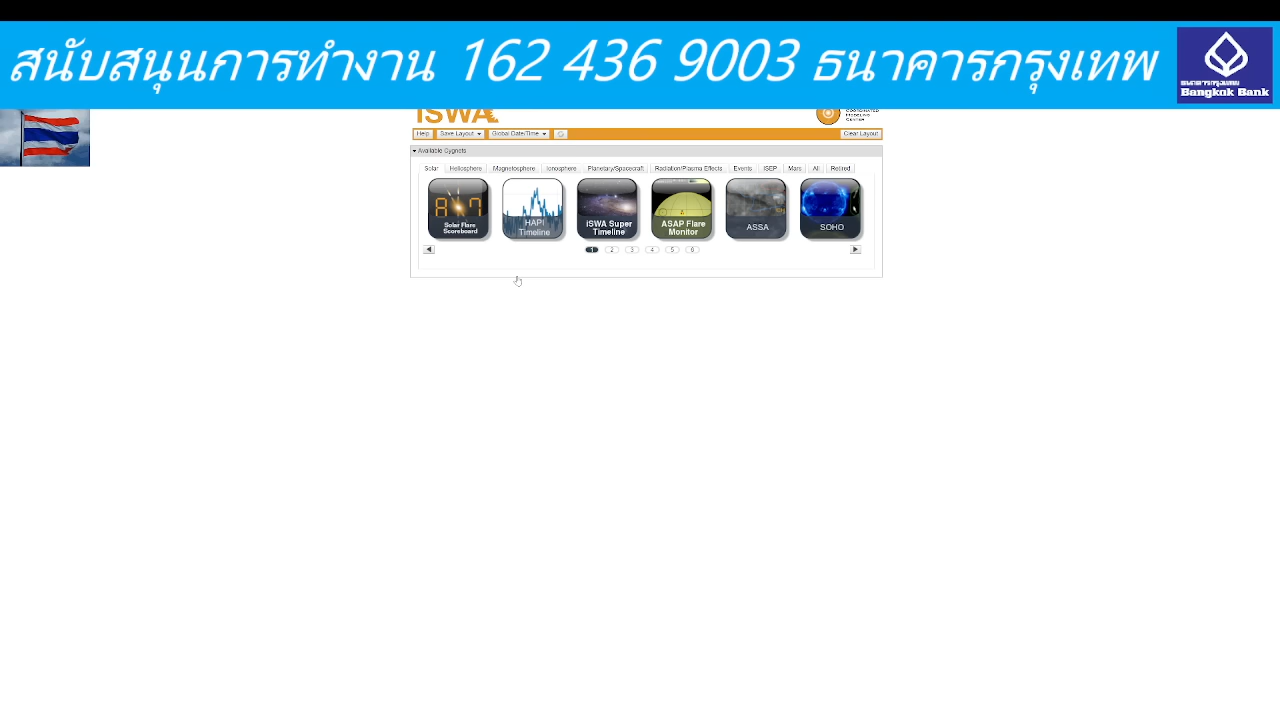 สนับสนุนการทำงาน 162 436 9003 ธนาคารกรุงเทพ
Bangkok Bank
iSWA
Help Save Layout Global Date/Time Clear Layout
Available Cygnets
Solar Heliosphere Magnetosphere Ionosphere Planetary/Spacecraft Radiation/Plasma Effects Events ISEP Mars All Retired
Solar Flare Scoreboard
HAPI Timeline
iSWA Super Timeline
ASAP Flare Monitor
ASSA
SOHO
1 2 3 4 5 6